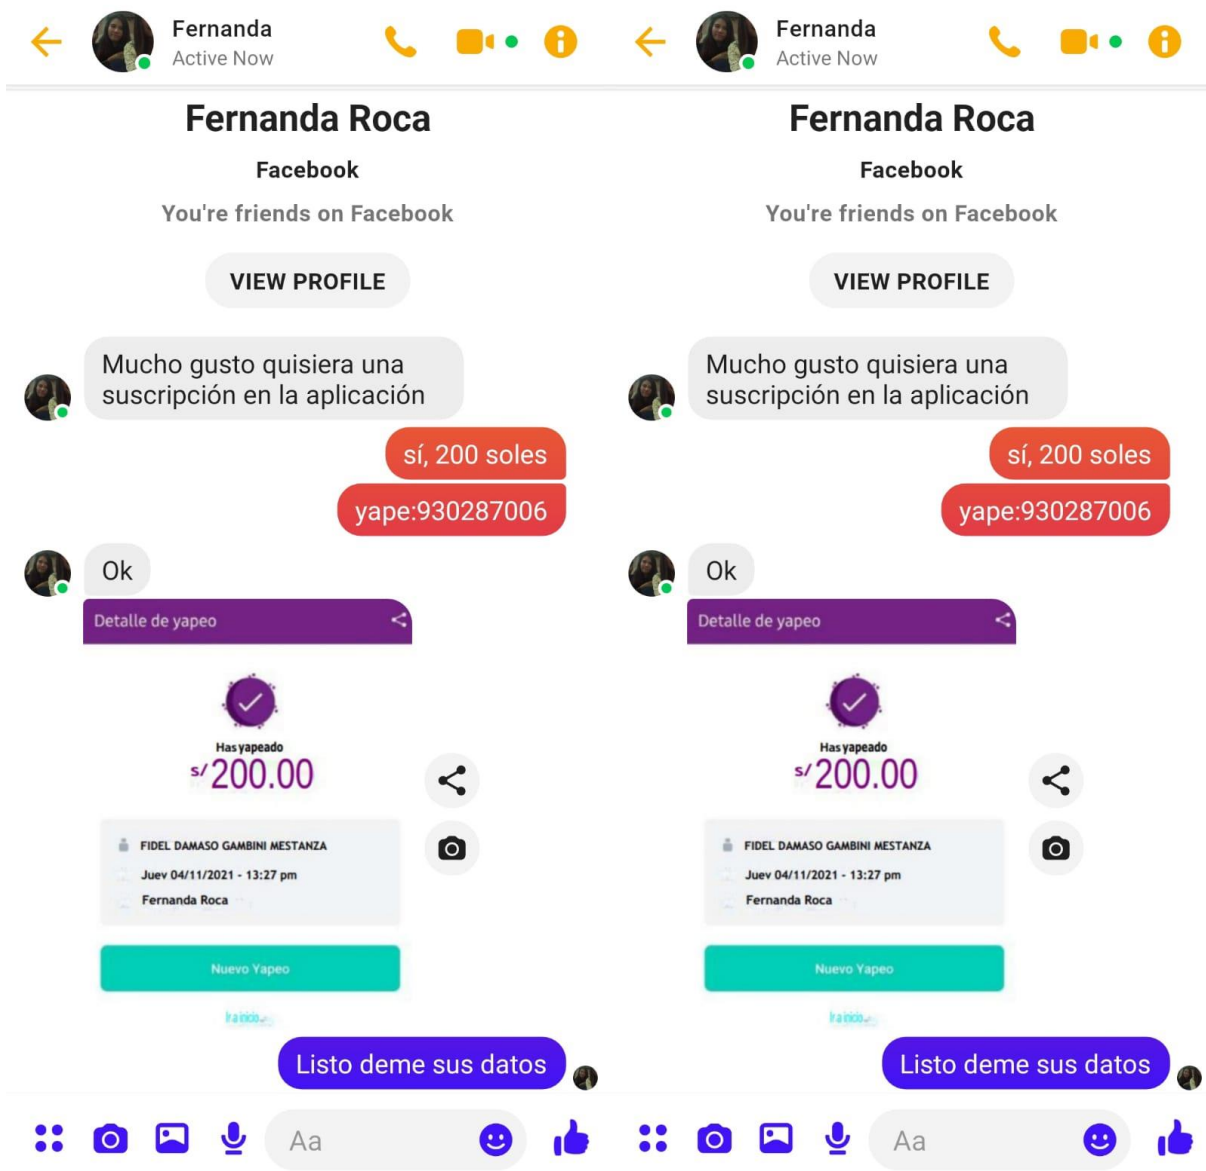 Fernanda
Active Now
Fernanda Roca
Facebook
You're friends on Facebook
VIEW PROFILE
Mucho gusto quisiera una
suscripción en la aplicación
sí, 200 soles
yape:930287006
Ok
Detalle de yapeo
Has yapeado
s/200.00
FIDEL DAMASO GAMBINI MESTANZA
Juev 04/11/2021 - 13:27 pm
Fernanda Roca
Nuevo Yapeo
Ir a inicio
Listo deme sus datos
Aa
Fernanda
Active Now
Fernanda Roca
Facebook
You're friends on Facebook
VIEW PROFILE
Mucho gusto quisiera una
suscripción en la aplicación
sí, 200 soles
yape:930287006
Ok
Detalle de yapeo
Has yapeado
s/200.00
FIDEL DAMASO GAMBINI MESTANZA
Juev 04/11/2021 - 13:27 pm
Fernanda Roca
Nuevo Yapeo
Ir a inicio
Listo deme sus datos
Aa